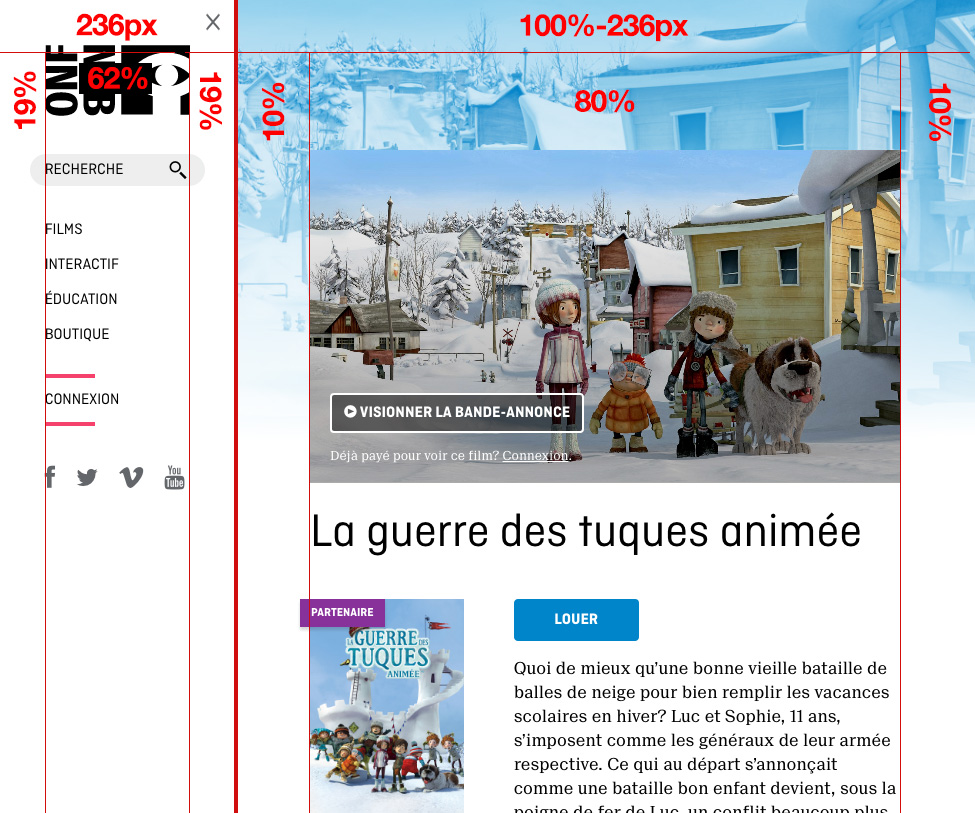 236px
100%-236px
ONF
NFB
19%
62%
19%
10%
80%
10%
RECHERCHE
FILMS
INTERACTIF
ÉDUCATION
BOUTIQUE
CONNEXION
You
Tube
VISIONNER LA BANDE-ANNONCE
Déjà payé pour voir ce film? Connexion.
La guerre des tuques animée
PARTENAIRE
LA GUERRE DES
TUQUES
ANIMÉE
LOUER
Quoi de mieux qu'une bonne vieille bataille de
balles de neige pour bien remplir les vacances
scolaires en hiver? Luc et Sophie, 11 ans,
s'imposent comme les généraux de leur armée
respective. Ce qui au départ s'annonçait
comme une bataille bon enfant devient, sous la
poigne de fer de Luc, un conflit beaucoup plus